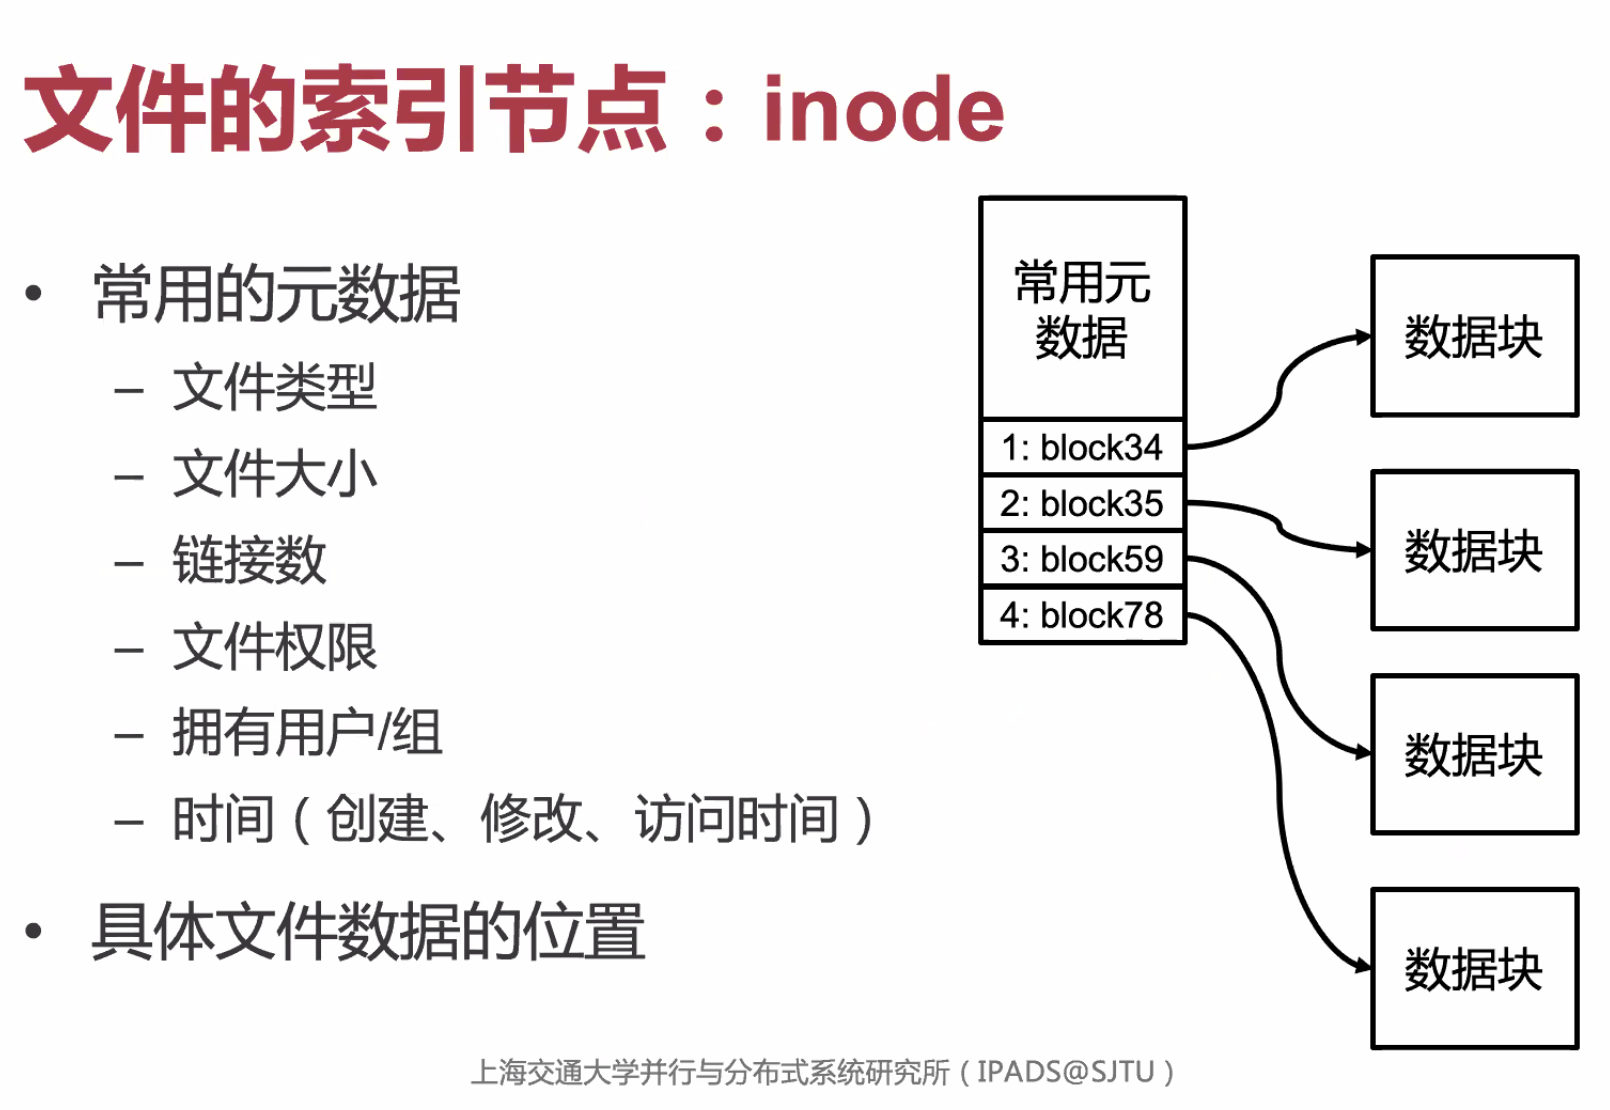 文件的索引节点：inode
• 常用的元数据
– 文件类型
– 文件大小
– 链接数
– 文件权限
– 拥有用户/组
– 时间（创建、修改、访问时间）
• 具体文件数据的位置
常用元
数据
1: block34
2: block35
3: block59
4: block78
数据块
数据块
数据块
数据块
上海交通大学并行与分布式系统研究所（IPADS@SJTU）